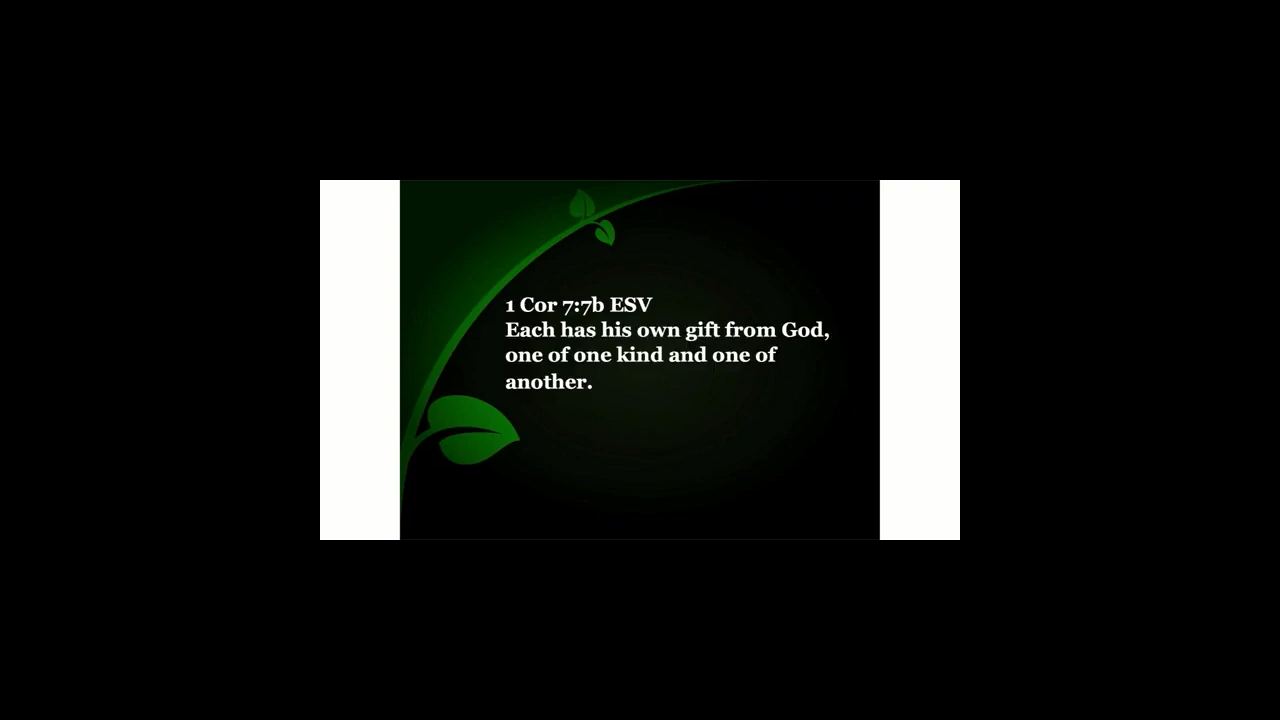 1 Cor 7:7b ESV
Each has his own gift from God,
one of one kind and one of
another.